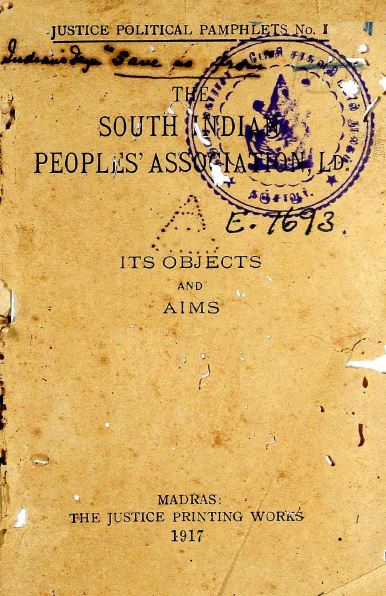 JUSTICE POLITICAL PAMPHLETS No. 1
THE
SOUTH INDIAN
PEOPLES' ASSOCIATION, LD.
E. 7693.
ITS OBJECTS
AND
AIMS
MADRAS:
THE JUSTICE PRINTING WORKS
1917